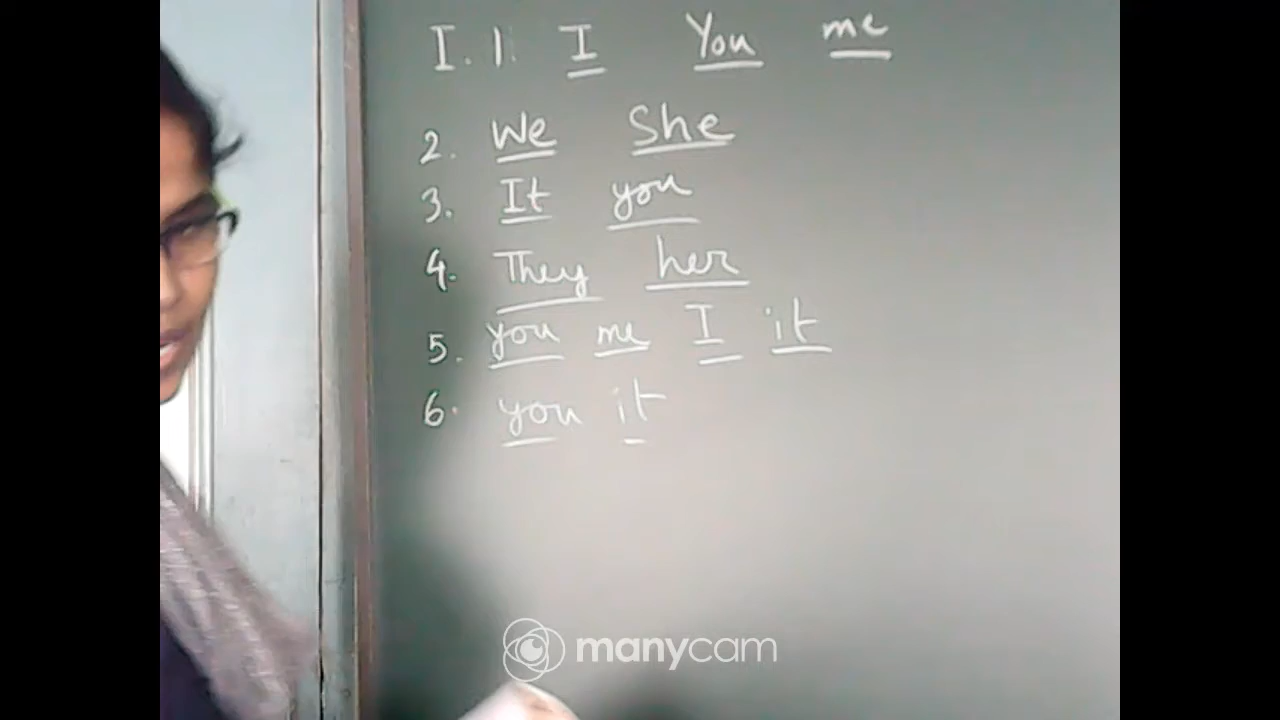 I. 1. I You me
2. We She
3. It you
4. They her
5. you me I it
6. you it
manycam